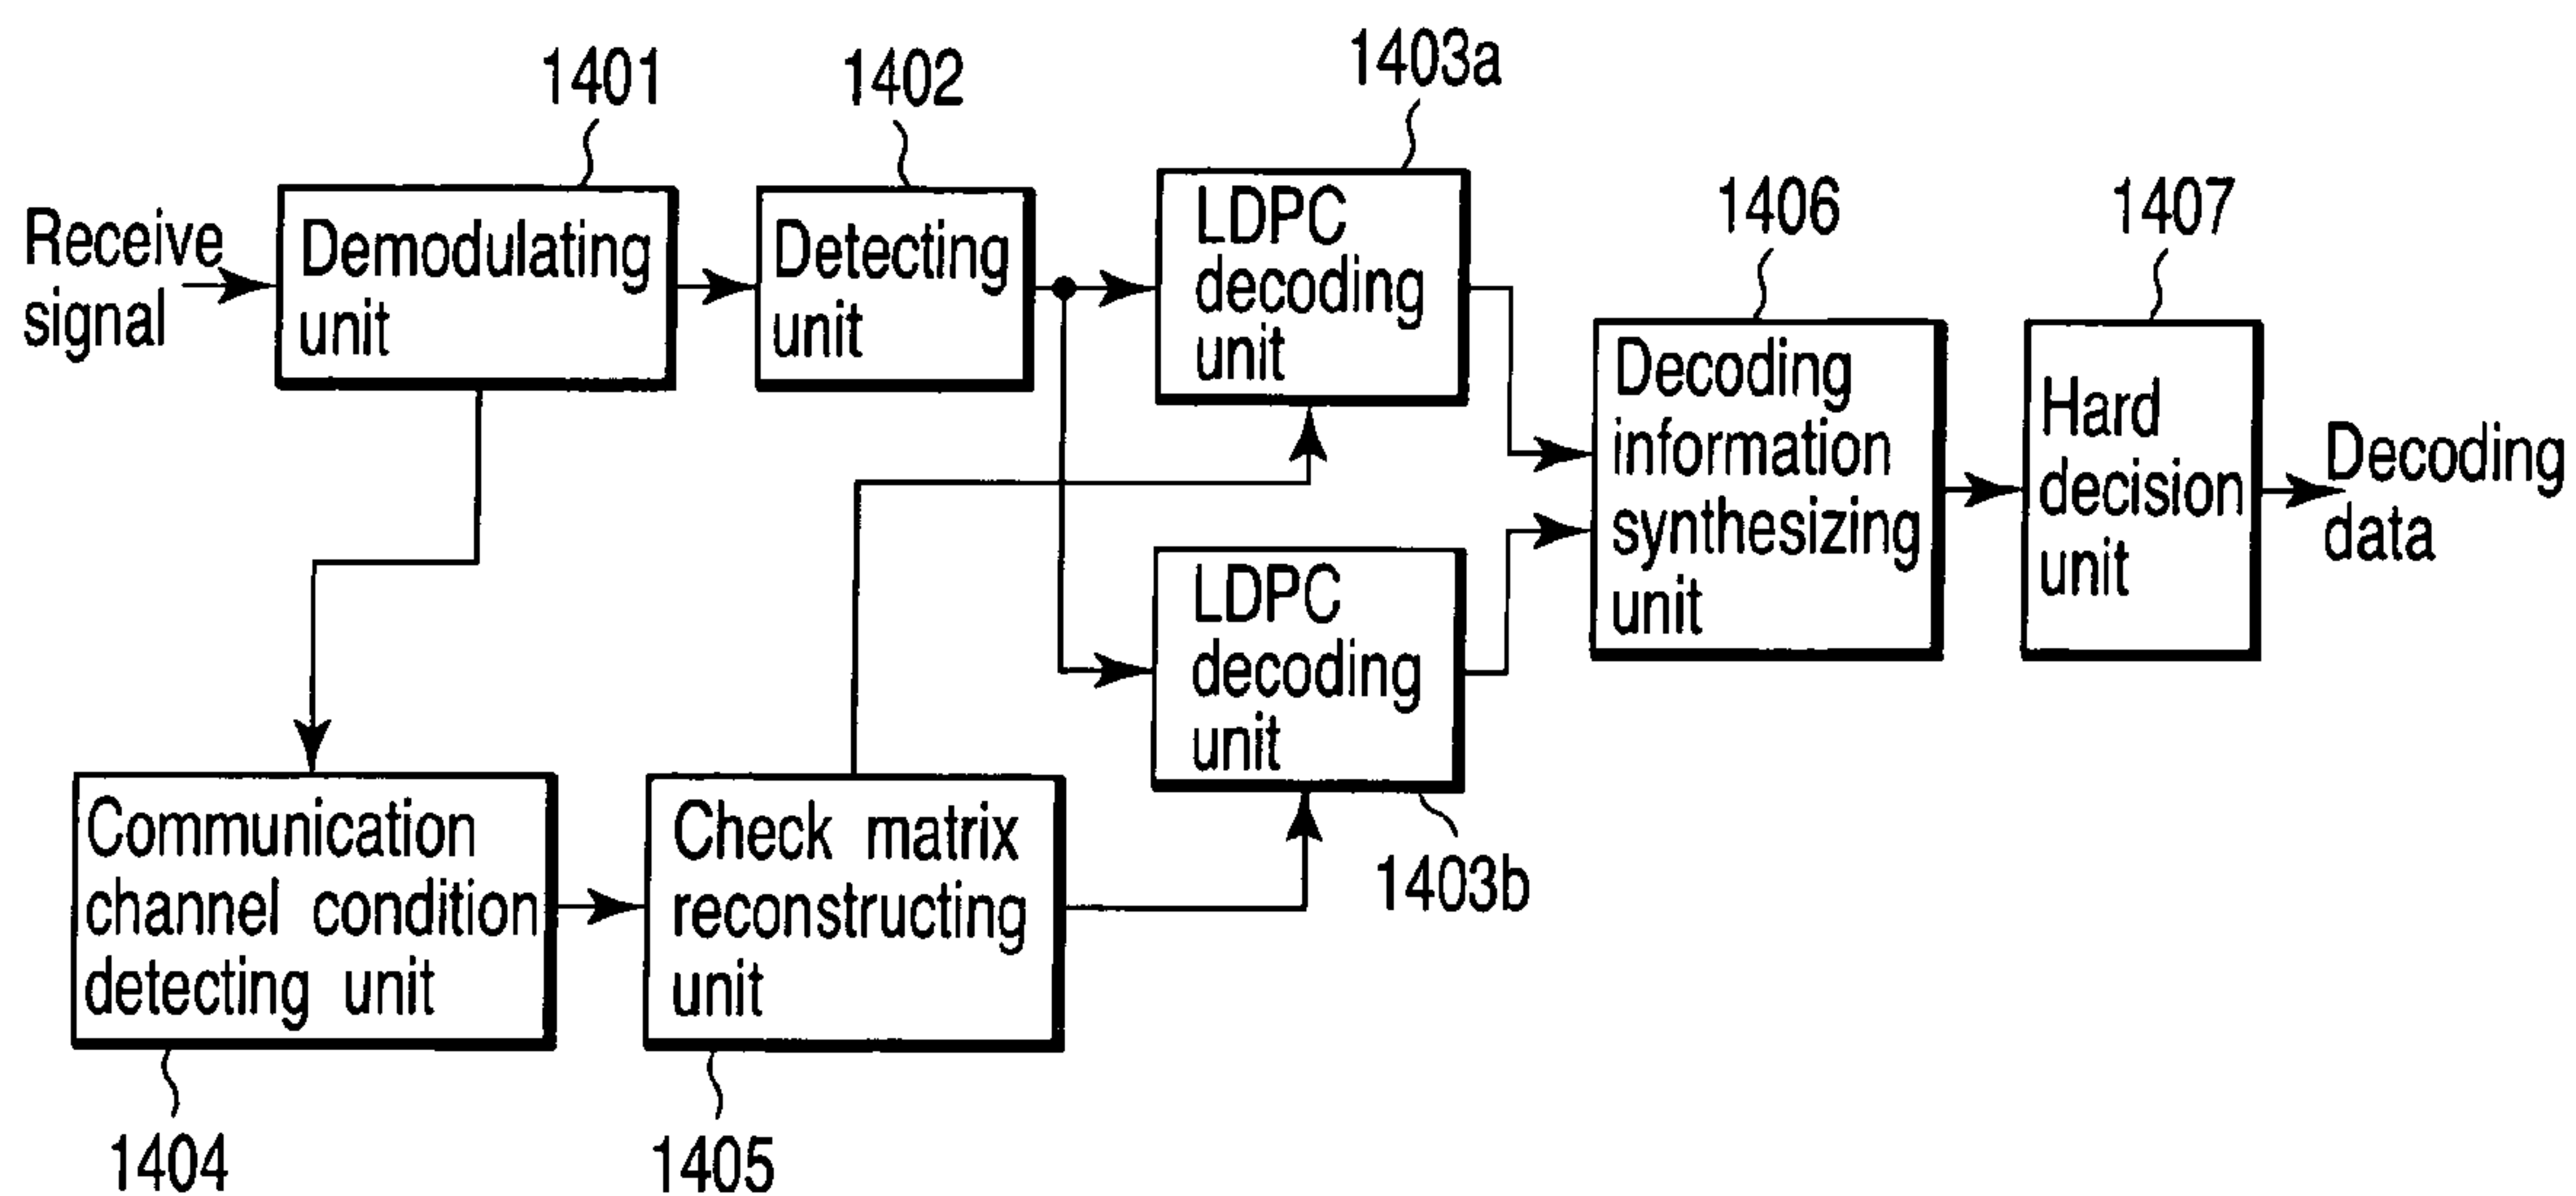 1401
1402
1403a
Receive
signal
Demodulating
unit
Detecting
unit
LDPC
decoding
unit
1406
1407
Decoding
information
synthesizing
unit
Hard
decision
unit
Decoding
data
LDPC
decoding
unit
1403b
Communication
channel condition
detecting unit
Check matrix
reconstructing
unit
1404
1405